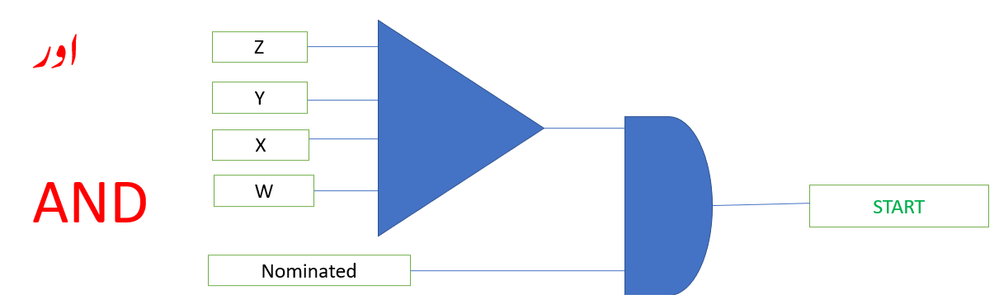 اور
AND
Z
Y
X
W
Nominated
START